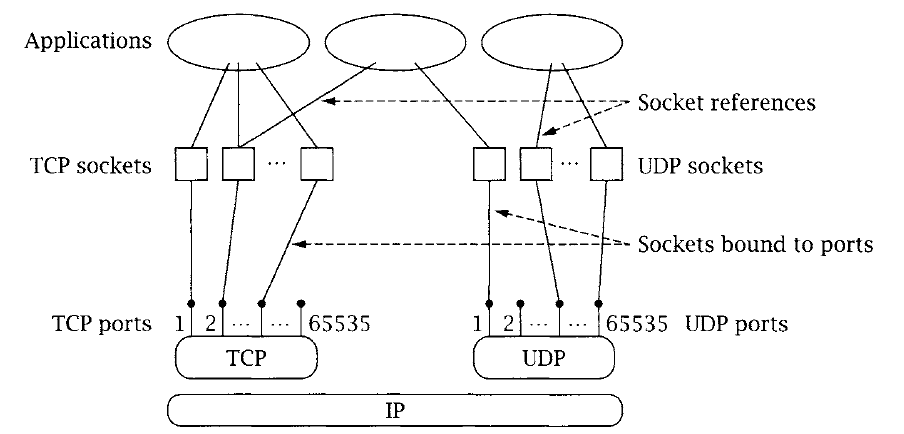 Applications
Socket references
TCP sockets
...
...
UDP sockets
Sockets bound to ports
TCP ports 1 2 ... ... 65535
1 2 ... ... 65535 UDP ports
TCP
UDP
IP